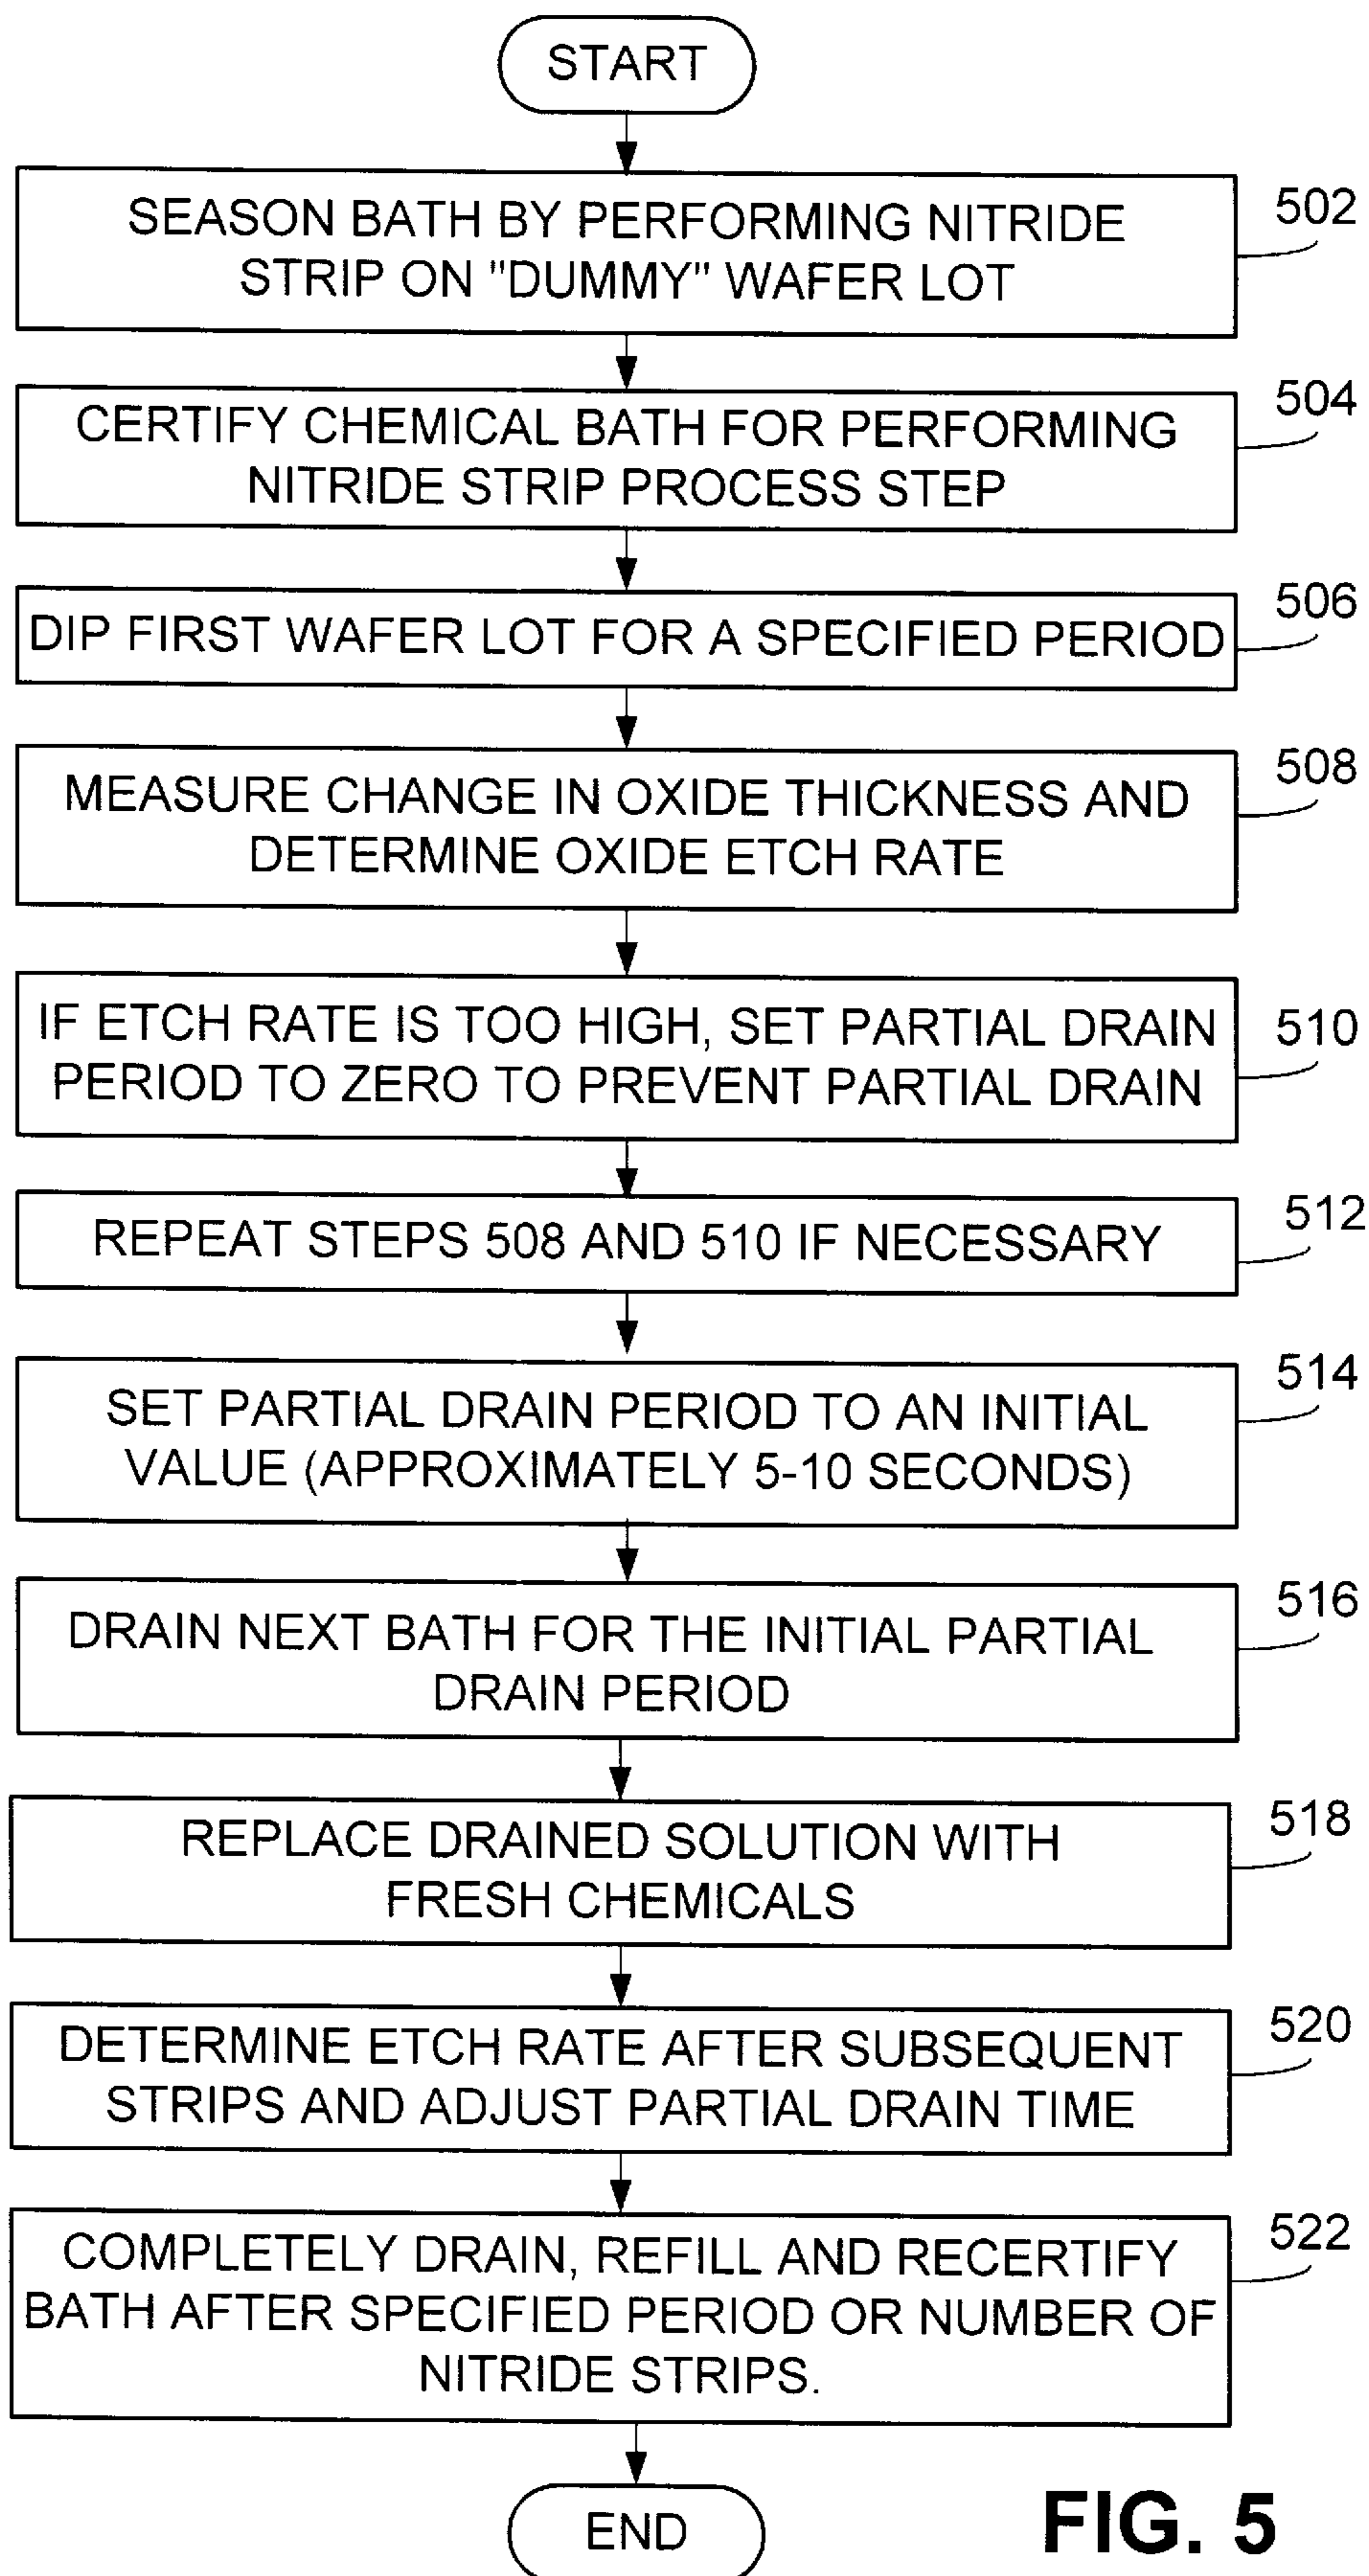 START
SEASON BATH BY PERFORMING NITRIDE
STRIP ON "DUMMY" WAFER LOT
502
CERTIFY CHEMICAL BATH FOR PERFORMING
NITRIDE STRIP PROCESS STEP
504
DIP FIRST WAFER LOT FOR A SPECIFIED PERIOD
506
MEASURE CHANGE IN OXIDE THICKNESS AND
DETERMINE OXIDE ETCH RATE
508
IF ETCH RATE IS TOO HIGH, SET PARTIAL DRAIN
PERIOD TO ZERO TO PREVENT PARTIAL DRAIN
510
REPEAT STEPS 508 AND 510 IF NECESSARY
512
SET PARTIAL DRAIN PERIOD TO AN INITIAL
VALUE (APPROXIMATELY 5-10 SECONDS)
514
DRAIN NEXT BATH FOR THE INITIAL PARTIAL
DRAIN PERIOD
516
REPLACE DRAINED SOLUTION WITH
FRESH CHEMICALS
518
DETERMINE ETCH RATE AFTER SUBSEQUENT
STRIPS AND ADJUST PARTIAL DRAIN TIME
520
COMPLETELY DRAIN, REFILL AND RECERTIFY
BATH AFTER SPECIFIED PERIOD OR NUMBER OF
NITRIDE STRIPS.
522
END
FIG. 5